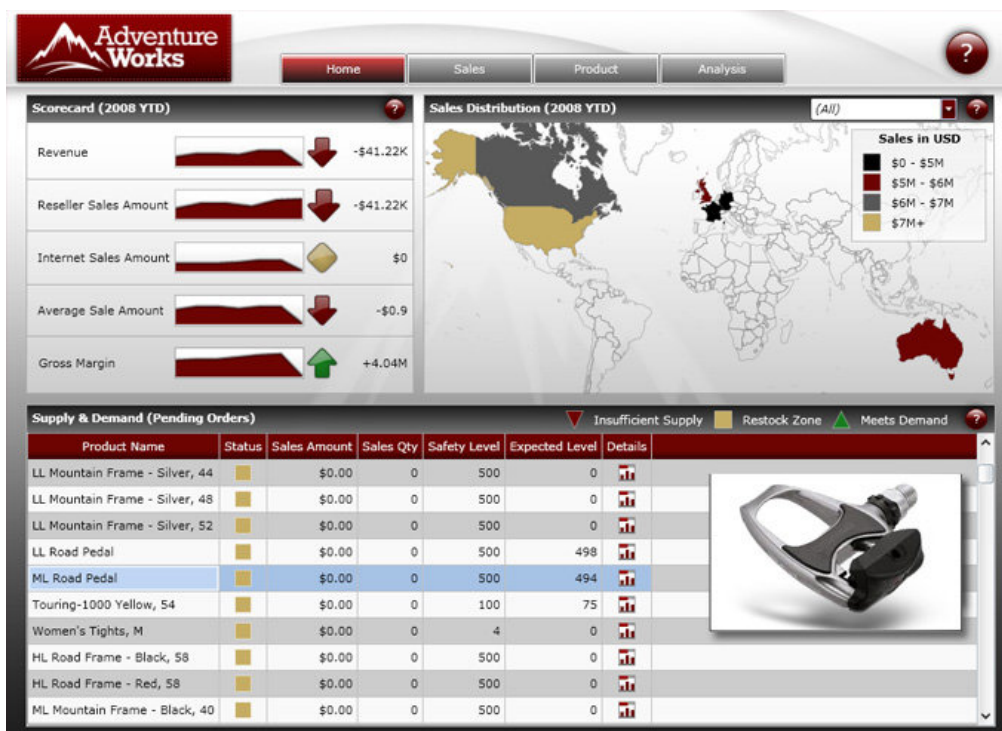 Adventure
Works
?
Home Sales Product Analysis
Scorecard (2008 YTD) ?
Revenue -$41.22K
Reseller Sales Amount -$41.22K
Internet Sales Amount $0
Average Sale Amount -$0.9
Gross Margin +4.04M
Sales Distribution (2008 YTD) (All) ?
Sales in USD
$0 - $5M
$5M - $6M
$6M - $7M
$7M+
Supply & Demand (Pending Orders) Insufficient Supply Restock Zone Meets Demand ?
Product Name Status Sales Amount Sales Qty Safety Level Expected Level Details
LL Mountain Frame - Silver, 44 $0.00 0 500 0
LL Mountain Frame - Silver, 48 $0.00 0 500 0
LL Mountain Frame - Silver, 52 $0.00 0 500 0
LL Road Pedal $0.00 0 500 498
ML Road Pedal $0.00 0 500 494
Touring-1000 Yellow, 54 $0.00 0 100 75
Women's Tights, M $0.00 0 4 0
HL Road Frame - Black, 58 $0.00 0 500 0
HL Road Frame - Red, 58 $0.00 0 500 0
ML Mountain Frame - Black, 40 $0.00 0 500 0